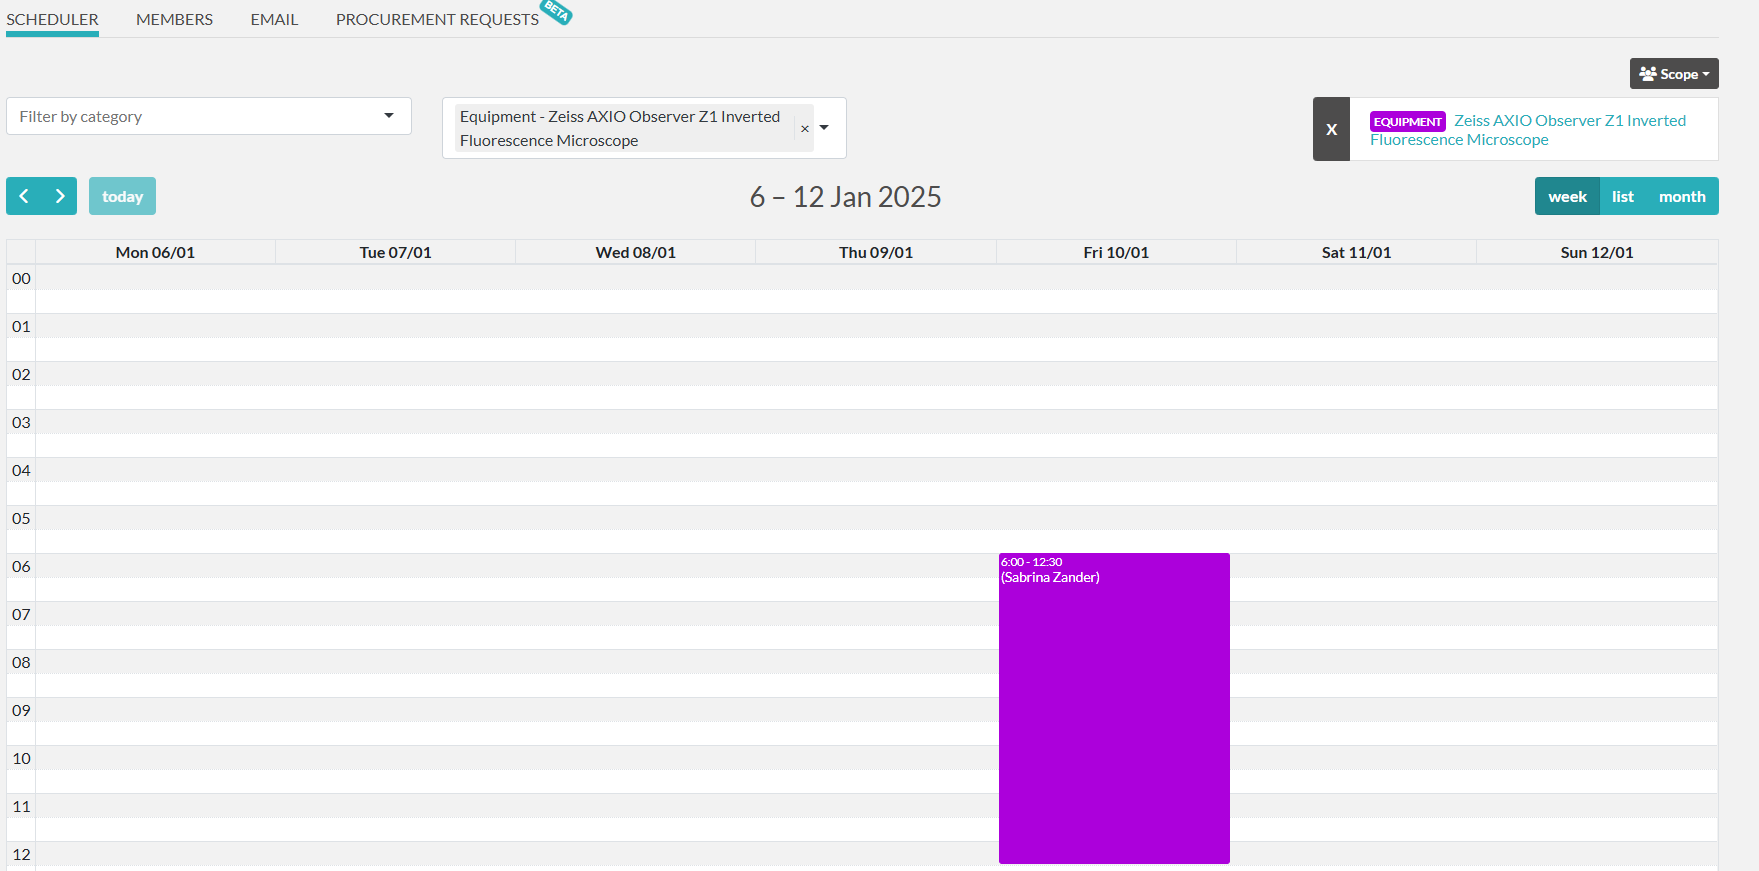 SCHEDULER MEMBERS EMAIL PROCUREMENT REQUESTS BETA
Scope
Filter by category
Equipment - Zeiss AXIO Observer Z1 Inverted
Fluorescence Microscope
×
X
EQUIPMENT Zeiss AXIO Observer Z1 Inverted
Fluorescence Microscope
today
6 – 12 Jan 2025
week list month
Mon 06/01 Tue 07/01 Wed 08/01 Thu 09/01 Fri 10/01 Sat 11/01 Sun 12/01
00
01
02
03
04
05
06
6:00 - 12:30
(Sabrina Zander)
07
08
09
10
11
12